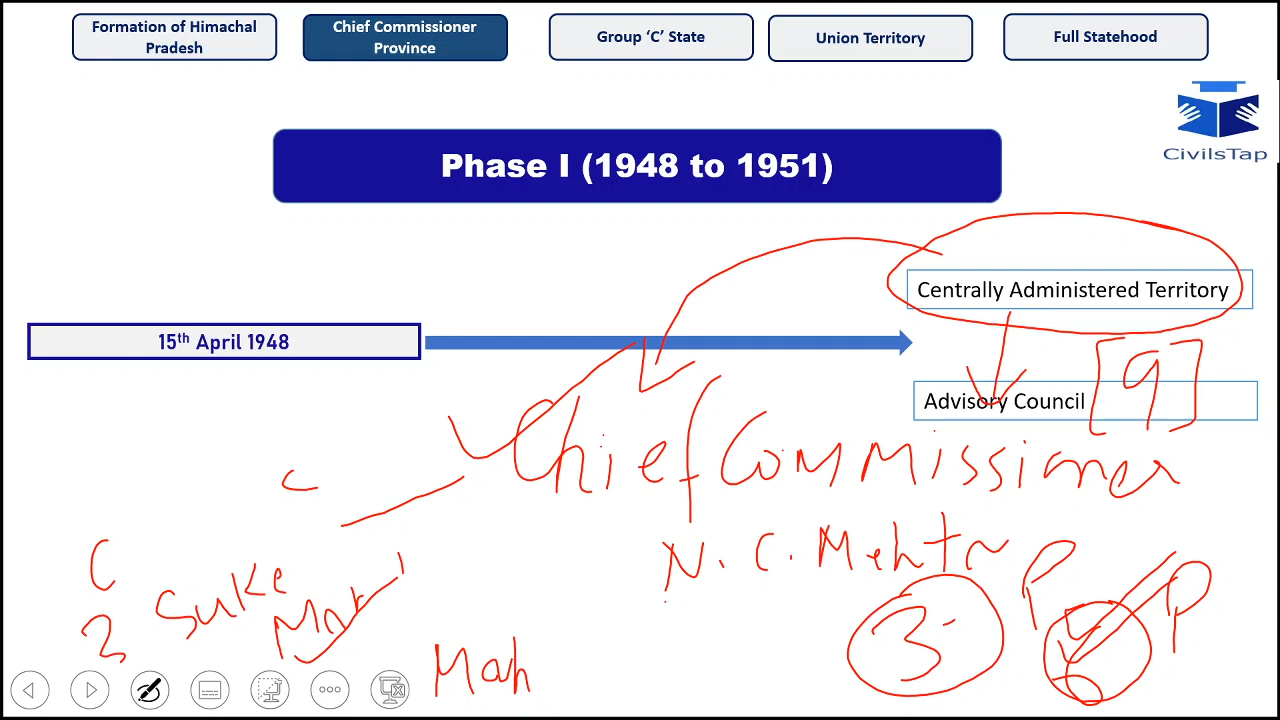 Formation of Himachal Pradesh
Chief Commissioner Province
Group ‘C’ State
Union Territory
Full Statehood
CivilsTap
Phase I (1948 to 1951)
Centrally Administered Territory
15th April 1948
Advisory Council [9]
Chief Commissioner
N. C. Mehta
Suke
3
P
P
Mah